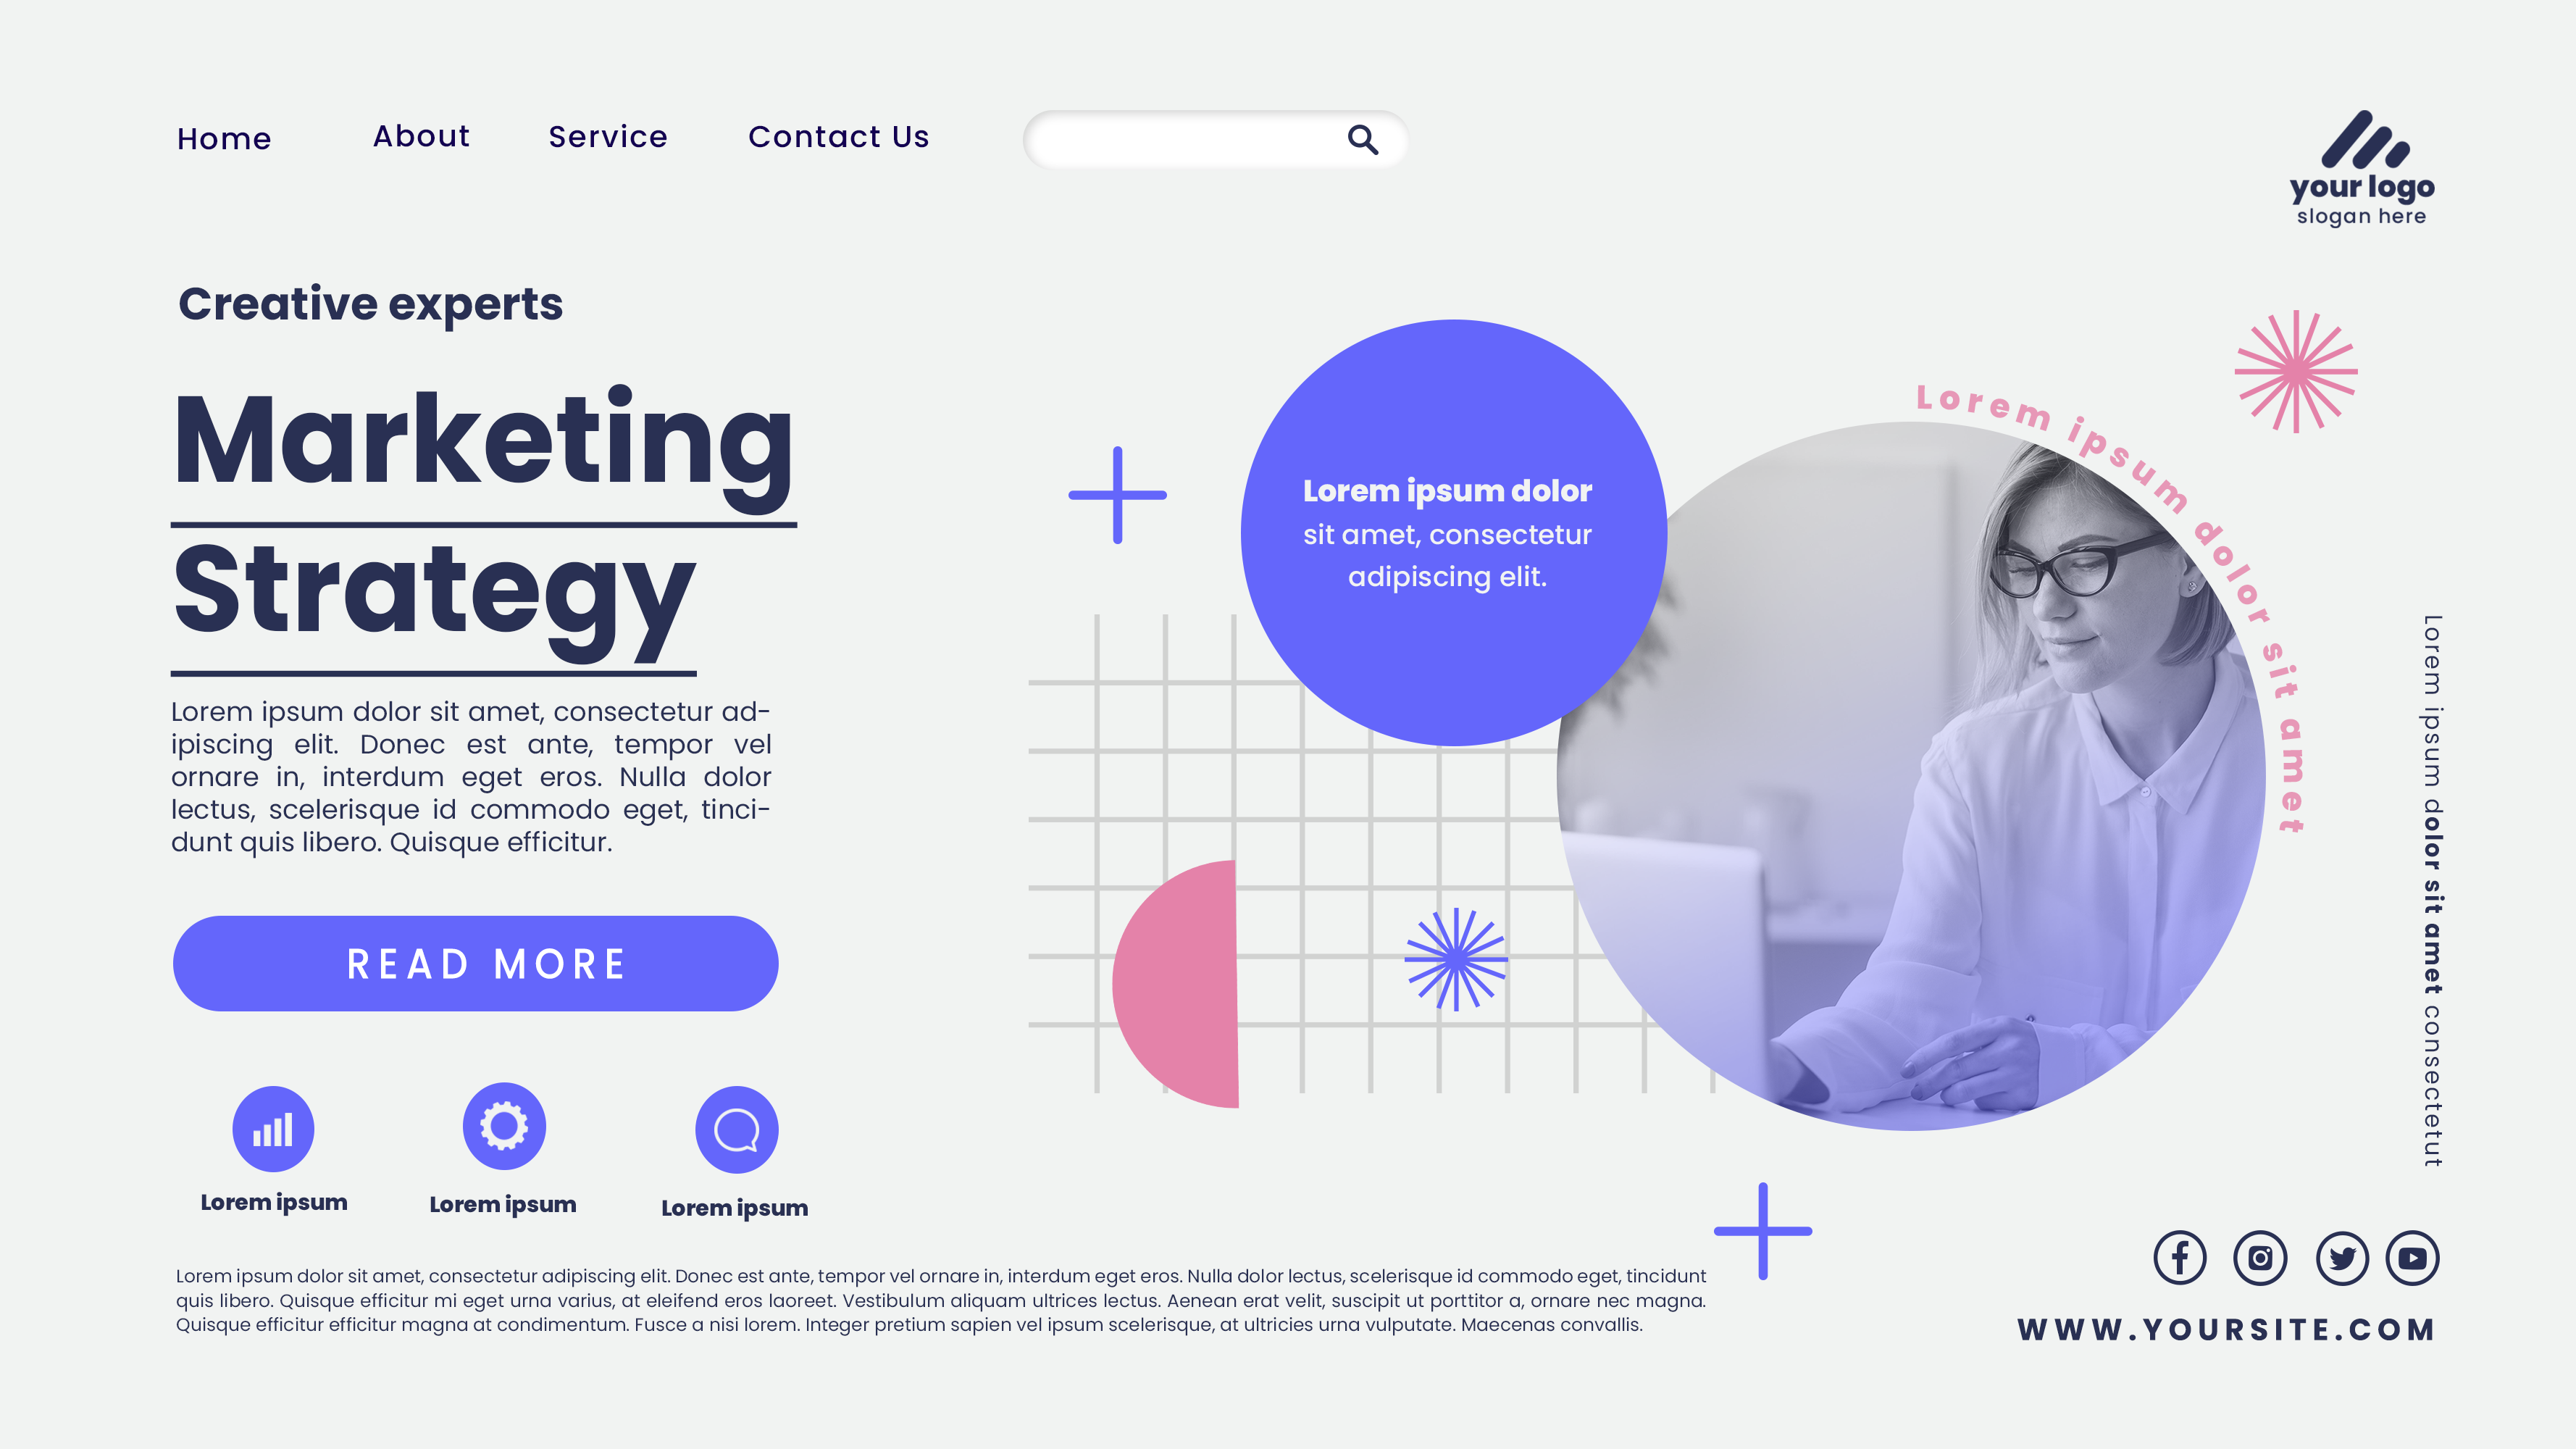 Home
About
Service
Contact Us
your logo
slogan here
Creative experts
Marketing
Strategy
Lorem ipsum dolor sit amet, consectetur ad-
ipiscing elit. Donec est ante, tempor vel
ornare in, interdum eget eros. Nulla dolor
lectus, scelerisque id commodo eget, tinci-
dunt quis libero. Quisque efficitur.
READ MORE
Lorem ipsum
Lorem ipsum
Lorem ipsum
Lorem ipsum dolor
sit amet, consectetur
adipiscing elit.
Lorem ipsum dolor sit amet
Lorem ipsum dolor sit amet consectetut
Lorem ipsum dolor sit amet, consectetur adipiscing elit. Donec est ante, tempor vel ornare in, interdum eget eros. Nulla dolor lectus, scelerisque id commodo eget, tincidunt
quis libero. Quisque efficitur mi eget urna varius, at eleifend eros laoreet. Vestibulum aliquam ultrices lectus. Aenean erat velit, suscipit ut porttitor a, ornare nec magna.
Quisque efficitur efficitur magna at condimentum. Fusce a nisi lorem. Integer pretium sapien vel ipsum scelerisque, at ultricies urna vulputate. Maecenas convallis.
WWW.YOURSITE.COM